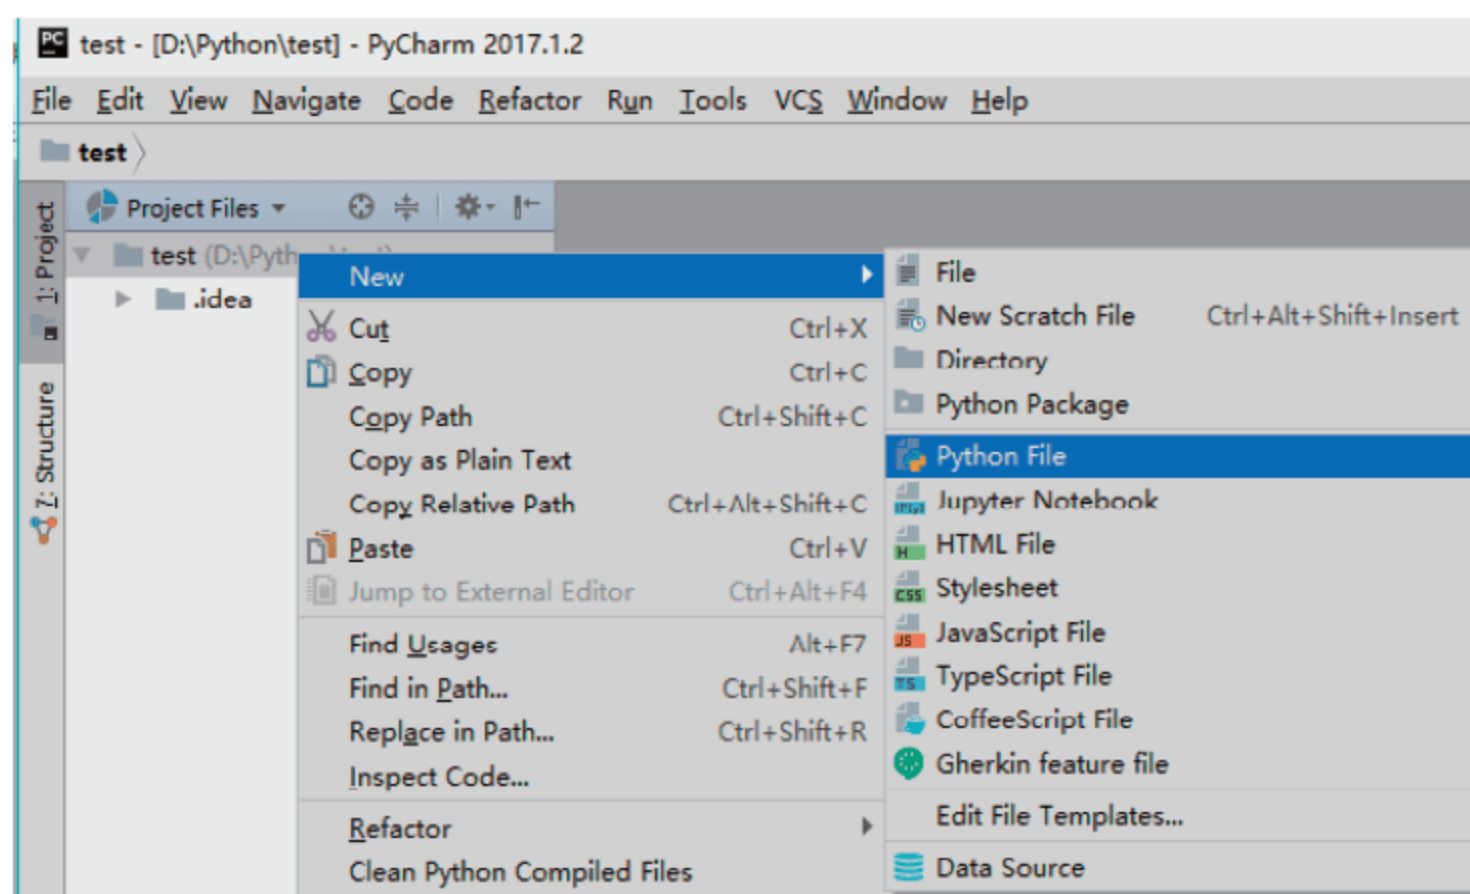 PC test - [D:\Python\test] - PyCharm 2017.1.2
File Edit View Navigate Code Refactor Run Tools VCS Window Help
test
Project Files
1: Project
test (D:\Pyth
.idea
7: Structure
New
Cut Ctrl+X
Copy Ctrl+C
Copy Path Ctrl+Shift+C
Copy as Plain Text
Copy Relative Path Ctrl+Alt+Shift+C
Paste Ctrl+V
Jump to External Editor Ctrl+Alt+F4
Find Usages Alt+F7
Find in Path... Ctrl+Shift+F
Replace in Path... Ctrl+Shift+R
Inspect Code...
Refactor
Clean Python Compiled Files
File
New Scratch File Ctrl+Alt+Shift+Insert
Directory
Python Package
Python File
Jupyter Notebook
H HTML File
CSS Stylesheet
JS JavaScript File
TS TypeScript File
CoffeeScript File
Gherkin feature file
Edit File Templates...
Data Source